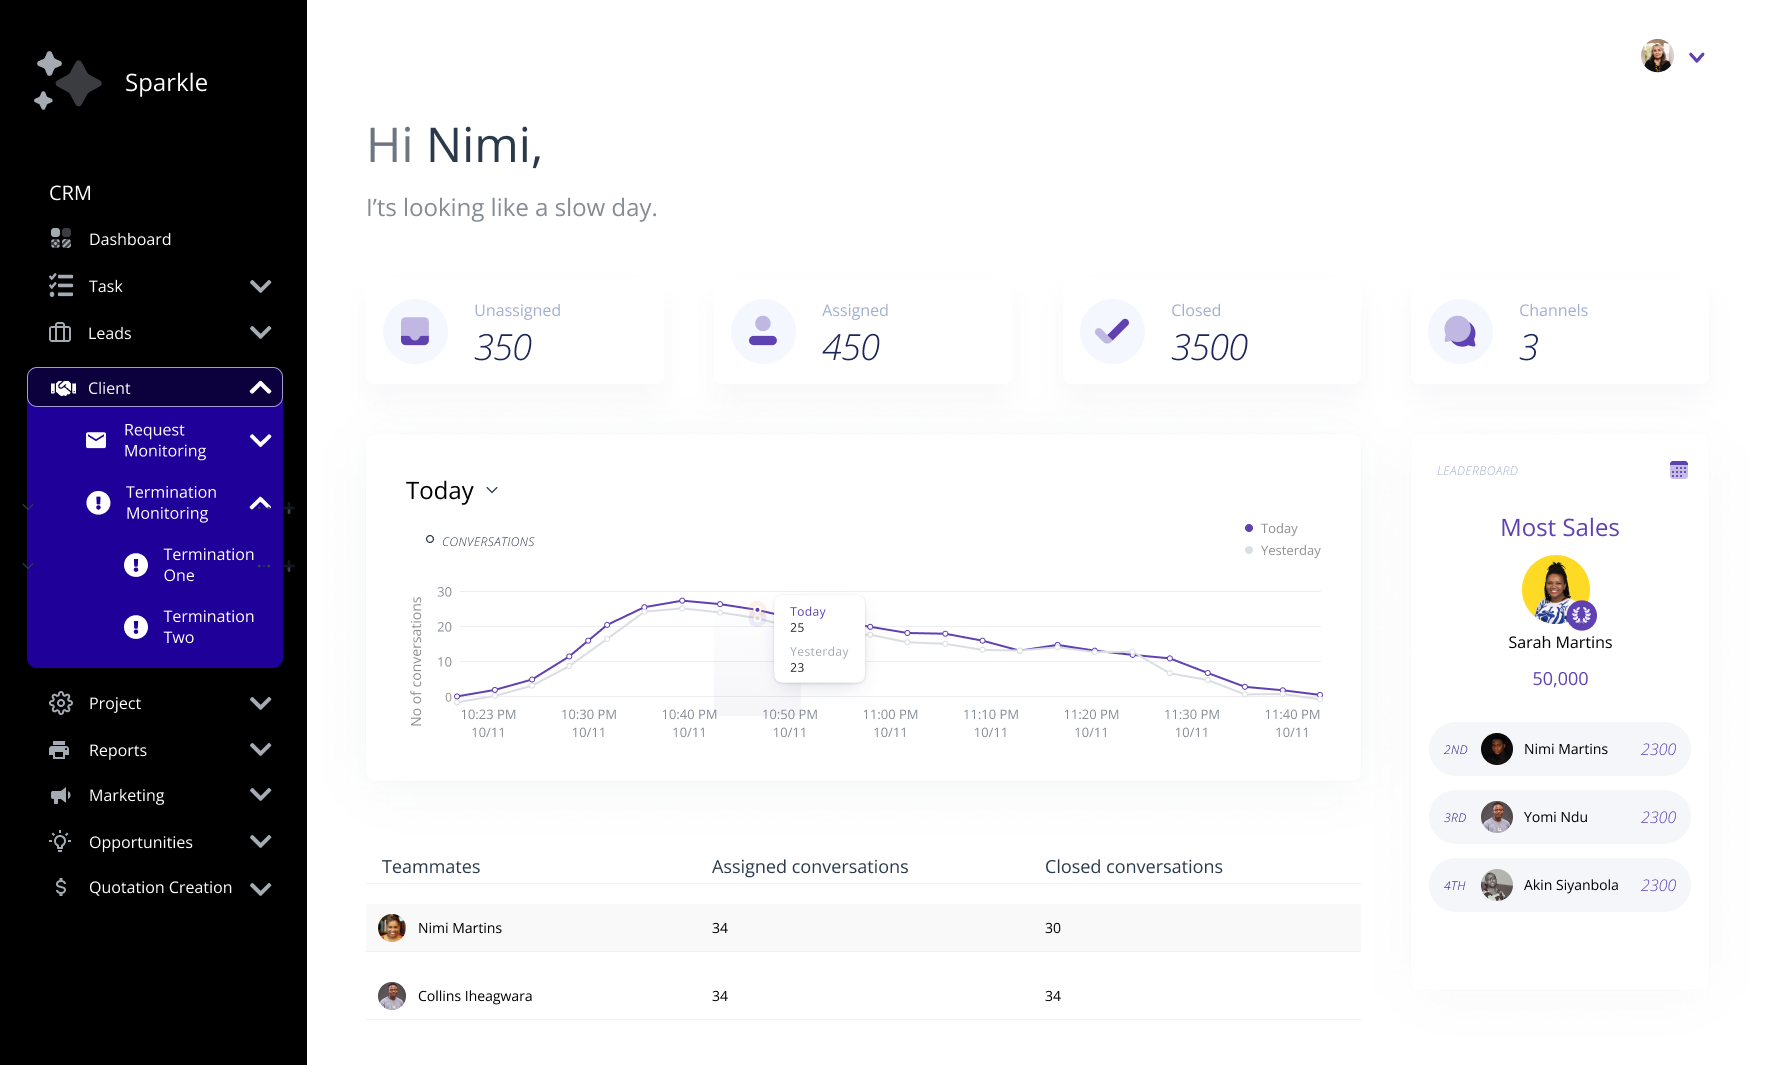 Sparkle
CRM
Dashboard
Task
Leads
Client
Request
Monitoring
Termination
Monitoring
Termination
One
Termination
Two
Project
Reports
Marketing
Opportunities
Quotation Creation
Hi Nimi,
I'ts looking like a slow day.
Unassigned
350
Assigned
450
Closed
3500
Channels
3
Today
CONVERSATIONS
Today
Yesterday
No of conversations
30
20
10
0
Today
25
Yesterday
23
10:23 PM
10/11
10:30 PM
10/11
10:40 PM
10/11
10:50 PM
10/11
11:00 PM
10/11
11:10 PM
10/11
11:20 PM
10/11
11:30 PM
10/11
11:40 PM
10/11
LEADERBOARD
Most Sales
Sarah Martins
50,000
2ND Nimi Martins 2300
3RD Yomi Ndu 2300
4TH Akin Siyanbola 2300
Teammates Assigned conversations Closed conversations
Nimi Martins 34 30
Collins Iheagwara 34 34